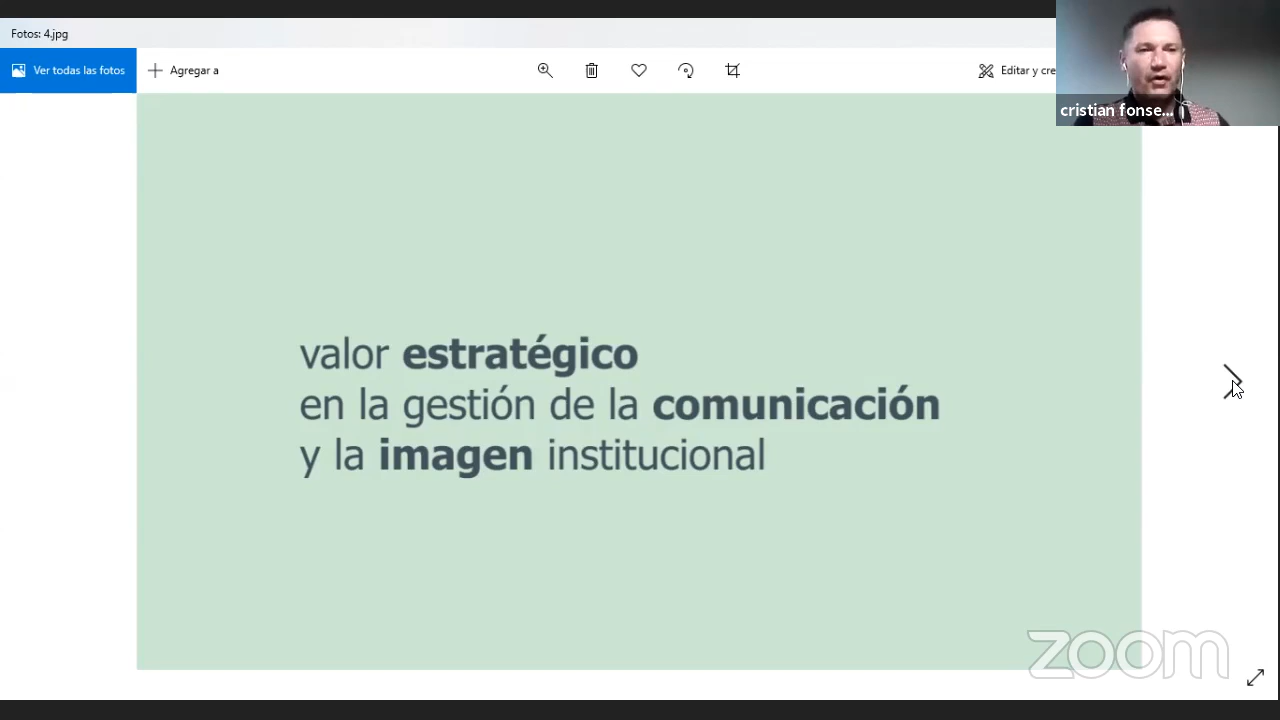 Fotos: 4.jpg
Ver todas las fotos
Agregar a
Editar y cre
cristian fonse...
valor estratégico
en la gestión de la comunicación
y la imagen institucional
zoom